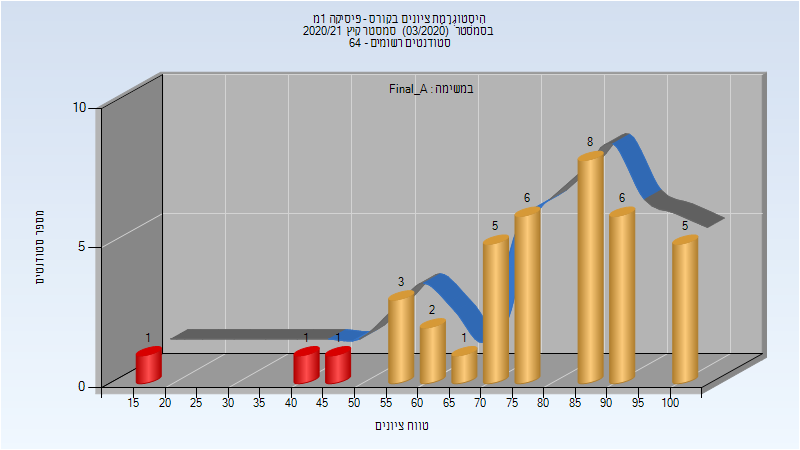 היסטוגרמת ציונים בקורס - פיסיקה 1מ
בסמסטר (03/2020) סמסטר קיץ 2020/21
סטודנטים רשומים - 64
במשימה : Final_A
10
5
0
מספר סטודנטים
1
1
1
3
2
1
5
6
8
6
5
15 20 25 30 35 40 45 50 55 60 65 70 75 80 85 90 95 100
טווח ציונים